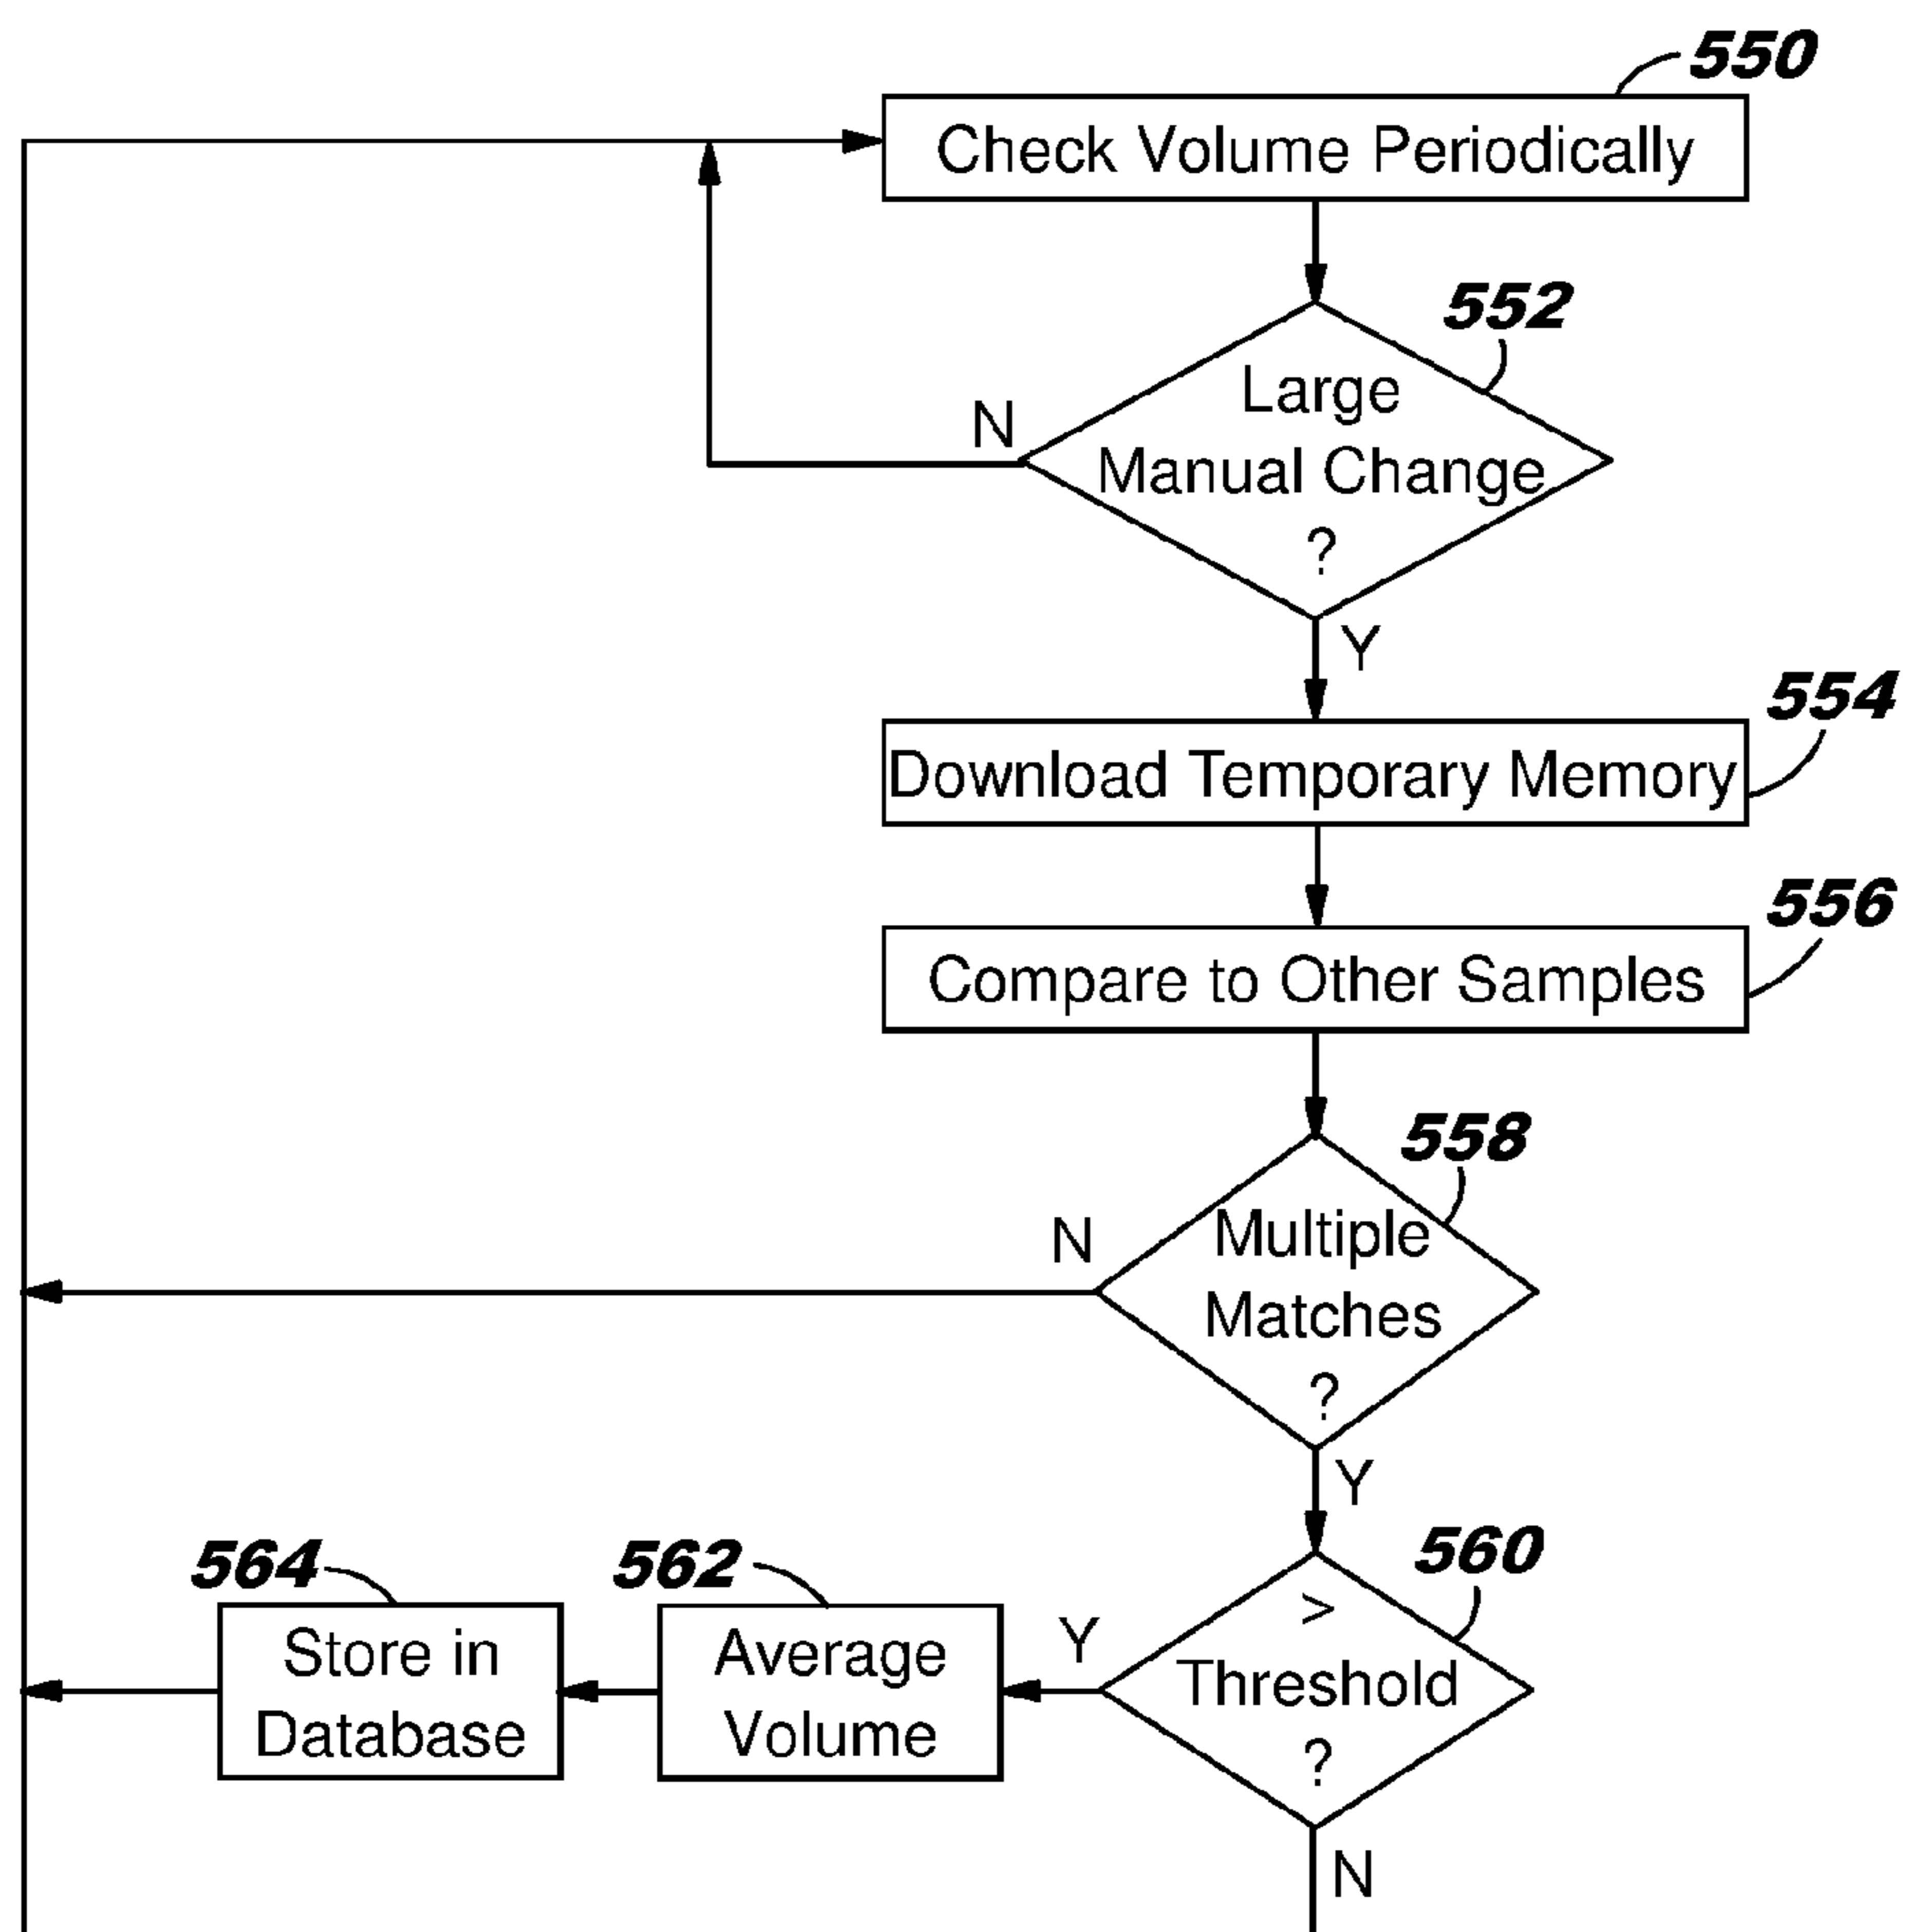 550
Check Volume Periodically
552
Large
Manual Change
?
N
Y
554
Download Temporary Memory
556
Compare to Other Samples
558
Multiple
Matches
?
N
Y
560
>
Threshold
?
Y
N
562
Average
Volume
564
Store in
Database